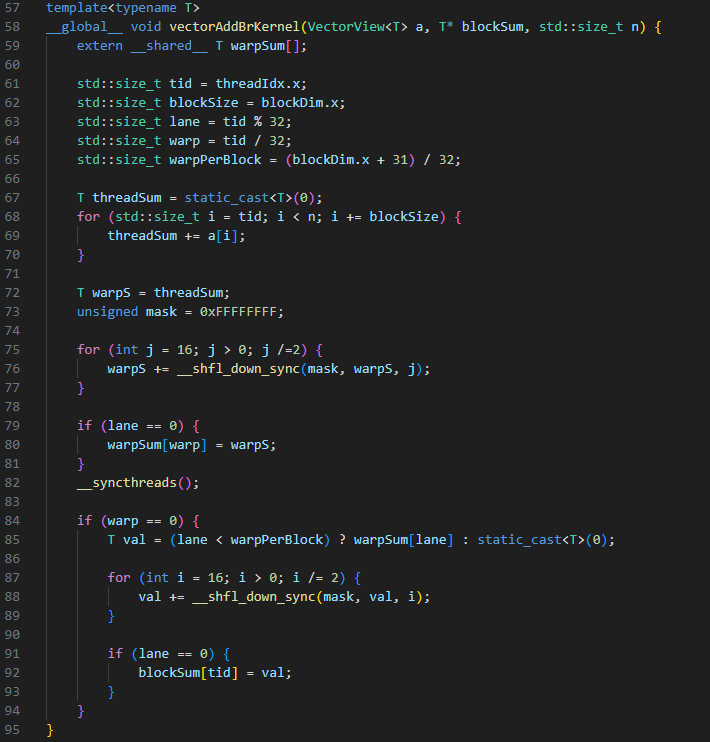 57 template<typename T>
58 __global__ void vectorAddBrKernel(VectorView<T> a, T* blockSum, std::size_t n) {
59     extern __shared__ T warpSum[];
60
61     std::size_t tid = threadIdx.x;
62     std::size_t blockSize = blockDim.x;
63     std::size_t lane = tid % 32;
64     std::size_t warp = tid / 32;
65     std::size_t warpPerBlock = (blockDim.x + 31) / 32;
66
67     T threadSum = static_cast<T>(0);
68     for (std::size_t i = tid; i < n; i += blockSize) {
69         threadSum += a[i];
70     }
71
72     T warpS = threadSum;
73     unsigned mask = 0xFFFFFFFF;
74
75     for (int j = 16; j > 0; j /=2) {
76         warpS += __shfl_down_sync(mask, warpS, j);
77     }
78
79     if (lane == 0) {
80         warpSum[warp] = warpS;
81     }
82     __syncthreads();
83
84     if (warp == 0) {
85         T val = (lane < warpPerBlock) ? warpSum[lane] : static_cast<T>(0);
86
87         for (int i = 16; i > 0; i /= 2) {
88             val += __shfl_down_sync(mask, val, i);
89         }
90
91         if (lane == 0) {
92             blockSum[tid] = val;
93         }
94     }
95 }